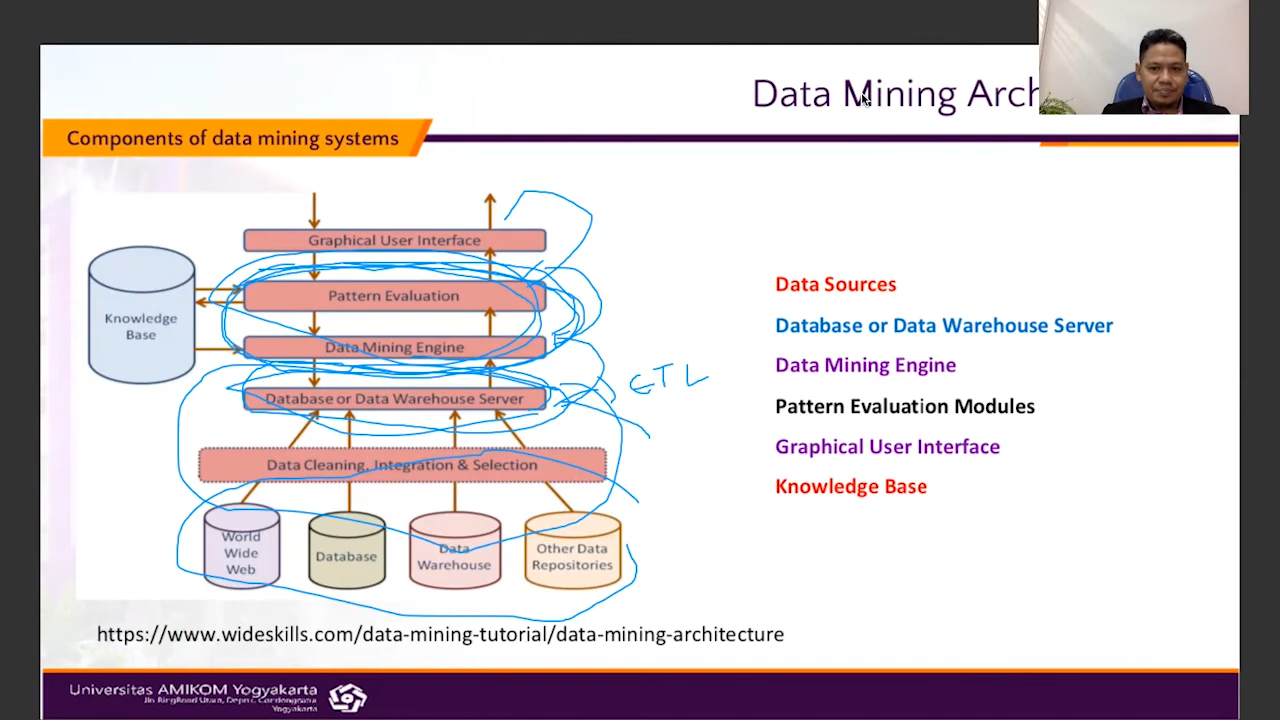 Data Mining Arch
Components of data mining systems
Graphical User Interface
Pattern Evaluation
Knowledge
Base
Data Mining Engine
Database or Data Warehouse Server
ETL
Data Cleaning, Integration & Selection
World
Wide
Web
Database
Data
Warehouse
Other Data
Repositories
Data Sources
Database or Data Warehouse Server
Data Mining Engine
Pattern Evaluation Modules
Graphical User Interface
Knowledge Base
https://www.wideskills.com/data-mining-tutorial/data-mining-architecture
Universitas AMIKOM Yogyakarta
Yogyakarta